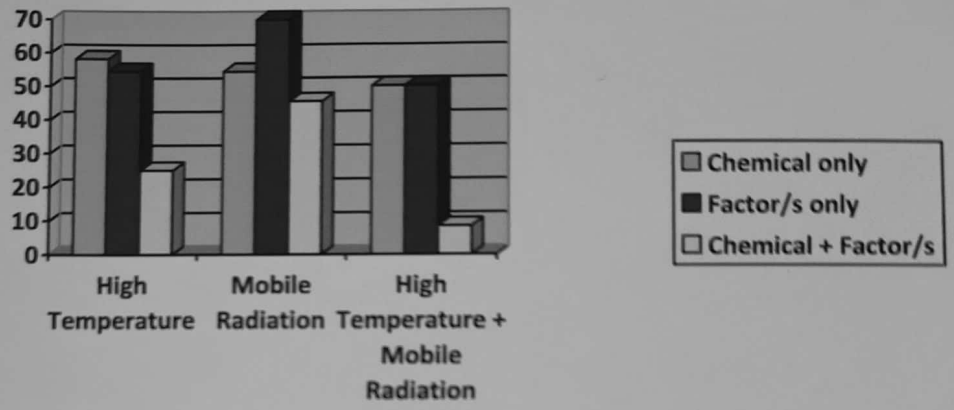 70
60
50
40
30
20
10
0
High
Temperature
Mobile
Radiation
High
Temperature +
Mobile
Radiation
Chemical only
Factor/s only
Chemical + Factor/s